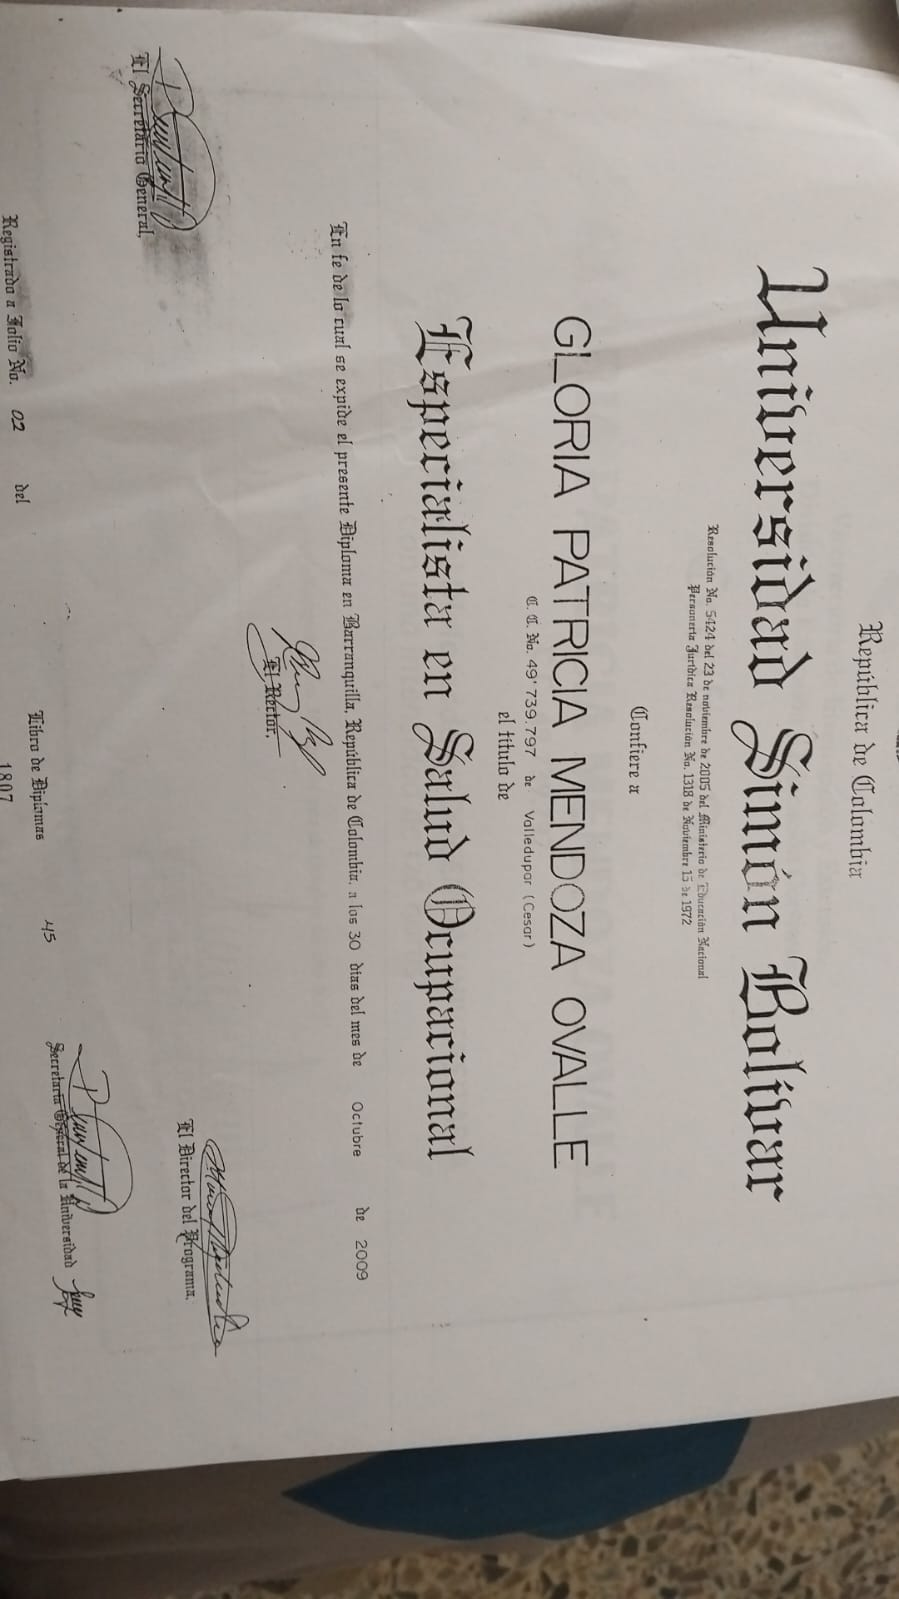 República de Colombia
Universidad Simón Bolívar
Resolución No. 5424 del 23 de noviembre de 2005 del Ministerio de Educación Nacional
Personería Jurídica Resolución No. 1318 de Noviembre 15 de 1972
Confiere a
GLORIA PATRICIA MENDOZA OVALLE
C. C. No. 49'739.797 de Valledupar (Cesar)
el título de
Especialista en Salud Ocupacional
En fe de lo cual se expide el presente Diploma en Barranquilla, República de Colombia, a los 30 días del mes de Octubre de 2009
El Rector,
El Director del Programa,
El Secretario General,
Secretaria General de la Universidad
Libro de Diplomas 45
Registrado a Folio No. 02 del
1807